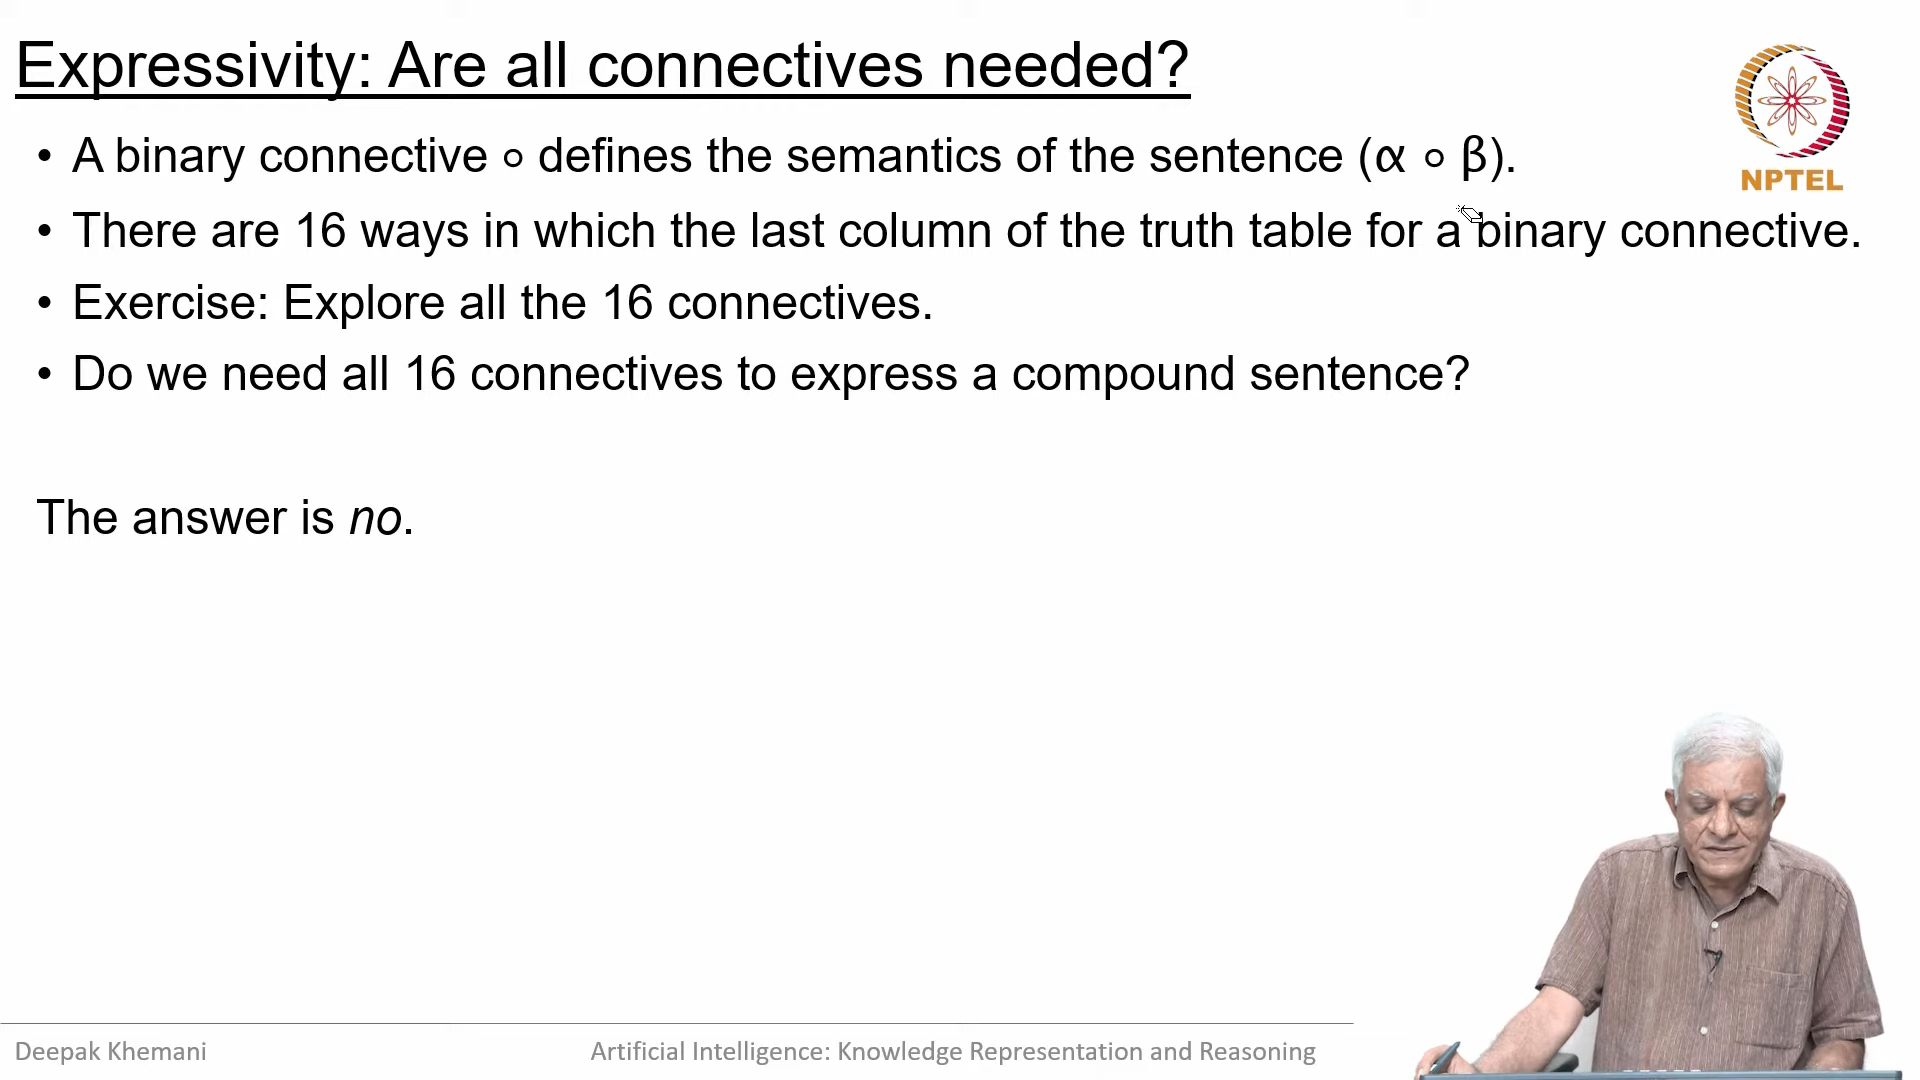 Expressivity: Are all connectives needed?
NPTEL
• A binary connective ∘ defines the semantics of the sentence (α ∘ β).
• There are 16 ways in which the last column of the truth table for a binary connective.
• Exercise: Explore all the 16 connectives.
• Do we need all 16 connectives to express a compound sentence?
The answer is no.
Deepak Khemani
Artificial Intelligence: Knowledge Representation and Reasoning